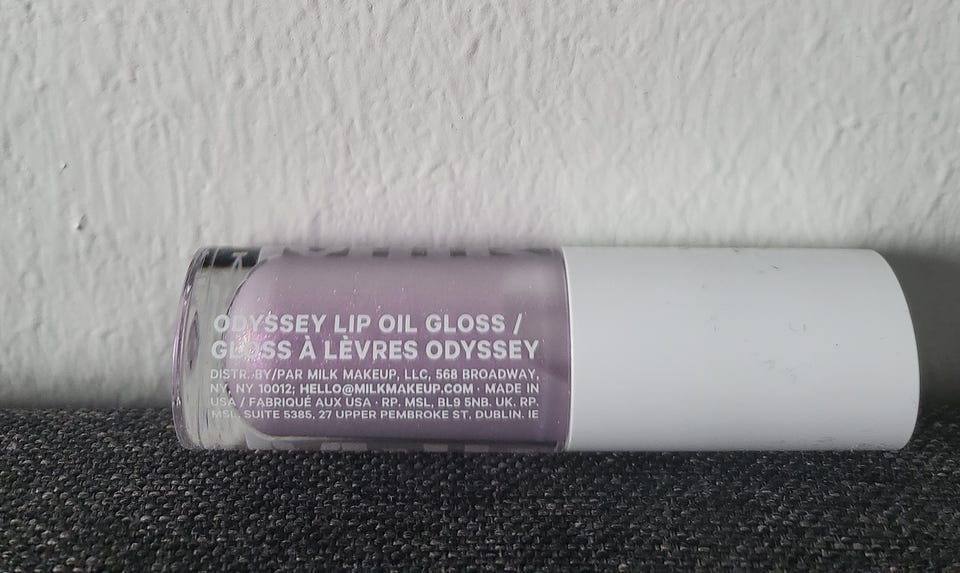 ODYSSEY LIP OIL GLOSS /
GLOSS À LÈVRES ODYSSEY
DISTR. BY/PAR MILK MAKEUP, LLC, 568 BROADWAY,
NY, NY 10012; HELLO@MILKMAKEUP.COM · MADE IN
USA / FABRIQUÉ AUX USA · RP. MSL, BL9 5NB. UK. RP.
MSL, SUITE 5385, 27 UPPER PEMBROKE ST, DUBLIN. IE